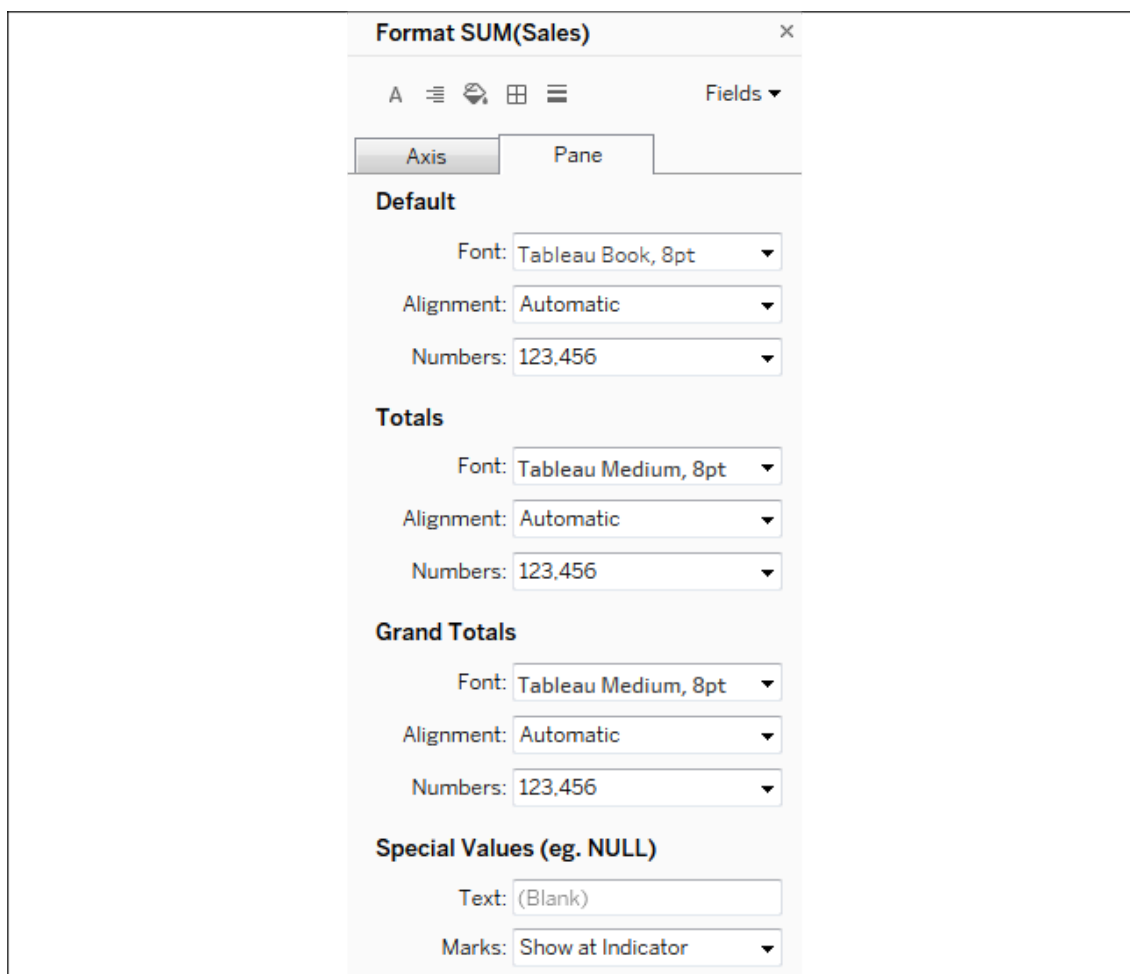 Format SUM(Sales) ×
A Fields
Axis Pane
Default
Font: Tableau Book, 8pt
Alignment: Automatic
Numbers: 123,456
Totals
Font: Tableau Medium, 8pt
Alignment: Automatic
Numbers: 123,456
Grand Totals
Font: Tableau Medium, 8pt
Alignment: Automatic
Numbers: 123,456
Special Values (eg. NULL)
Text: (Blank)
Marks: Show at Indicator